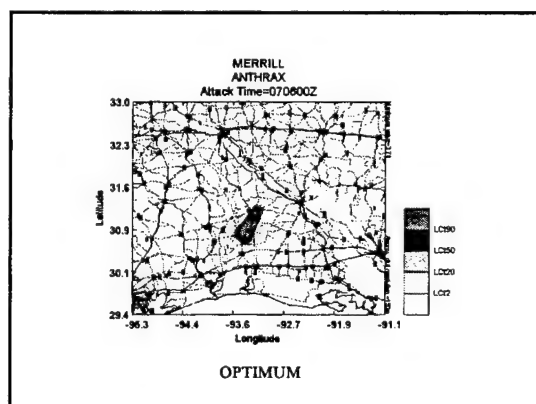 MERRILL
ANTHRAX
Attack Time=070600Z
33.0
32.3
31.6
30.9
30.1
29.4
Latitude
-96.3 -94.4 -93.6 -92.7 -91.9 -91.1
Longitude
LCt90
LCt50
LCt20
LCt2
OPTIMUM